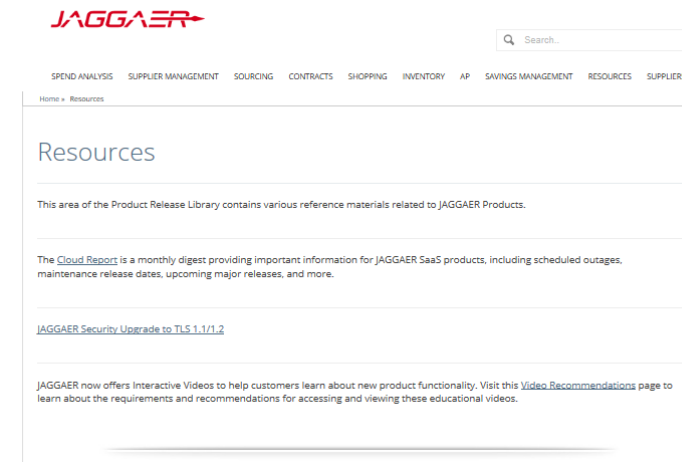 JAGGAER
Search...
SPEND ANALYSIS SUPPLIER MANAGEMENT SOURCING CONTRACTS SHOPPING INVENTORY AP SAVINGS MANAGEMENT RESOURCES SUPPLIER
Home » Resources
Resources
This area of the Product Release Library contains various reference materials related to JAGGAER Products.
The Cloud Report is a monthly digest providing important information for JAGGAER SaaS products, including scheduled outages,
maintenance release dates, upcoming major releases, and more.
JAGGAER Security Upgrade to TLS 1.1/1.2
JAGGAER now offers Interactive Videos to help customers learn about new product functionality. Visit this Video Recommendations page to
learn about the requirements and recommendations for accessing and viewing these educational videos.